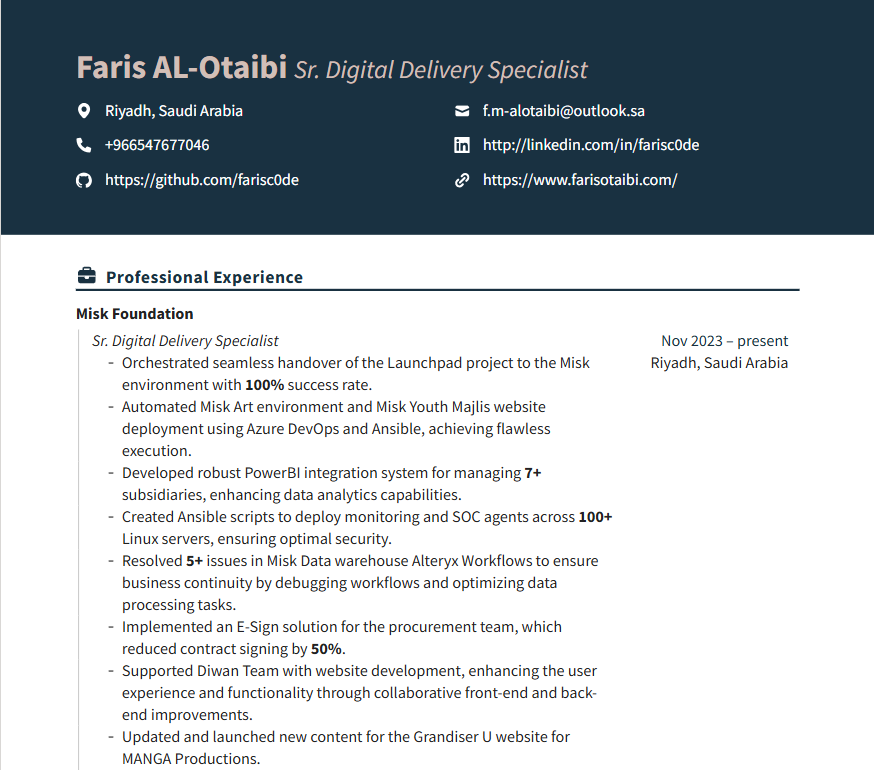 Faris AL-Otaibi Sr. Digital Delivery Specialist
Riyadh, Saudi Arabia
f.m-alotaibi@outlook.sa
+966547677046
http://linkedin.com/in/farisc0de
https://github.com/farisc0de
https://www.farisotaibi.com/
Professional Experience
Misk Foundation
Sr. Digital Delivery Specialist
Nov 2023 – present
Riyadh, Saudi Arabia
- Orchestrated seamless handover of the Launchpad project to the Misk
environment with 100% success rate.
- Automated Misk Art environment and Misk Youth Majlis website
deployment using Azure DevOps and Ansible, achieving flawless
execution.
- Developed robust PowerBI integration system for managing 7+
subsidiaries, enhancing data analytics capabilities.
- Created Ansible scripts to deploy monitoring and SOC agents across 100+
Linux servers, ensuring optimal security.
- Resolved 5+ issues in Misk Data warehouse Alteryx Workflows to ensure
business continuity by debugging workflows and optimizing data
processing tasks.
- Implemented an E-Sign solution for the procurement team, which
reduced contract signing by 50%.
- Supported Diwan Team with website development, enhancing the user
experience and functionality through collaborative front-end and back-
end improvements.
- Updated and launched new content for the Grandiser U website for
MANGA Productions.